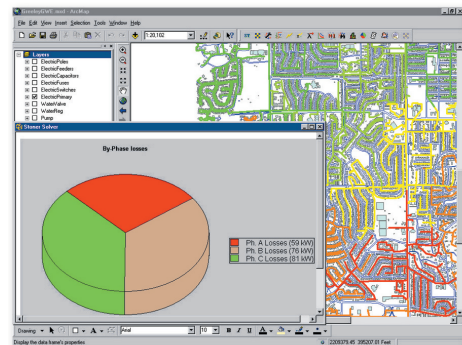 GreeleyGWC.mxd - ArcMap
File Edit View Insert Selection Tools Window Help
1:20,102
Layers
ElectricPoles
ElectricFeeders
ElectricCapacitors
ElectricFuses
ElectricSwitches
ElectricPrimary
WaterValve
WaterReg
Pump
Stoner Solver
By-Phase losses
Ph. A Losses (59 kW)
Ph. B Losses (76 kW)
Ph. C Losses (81 kW)
Drawing
Arial
10
B I U A
Display the data frame's properties
2209379.45 395207.01 Feet